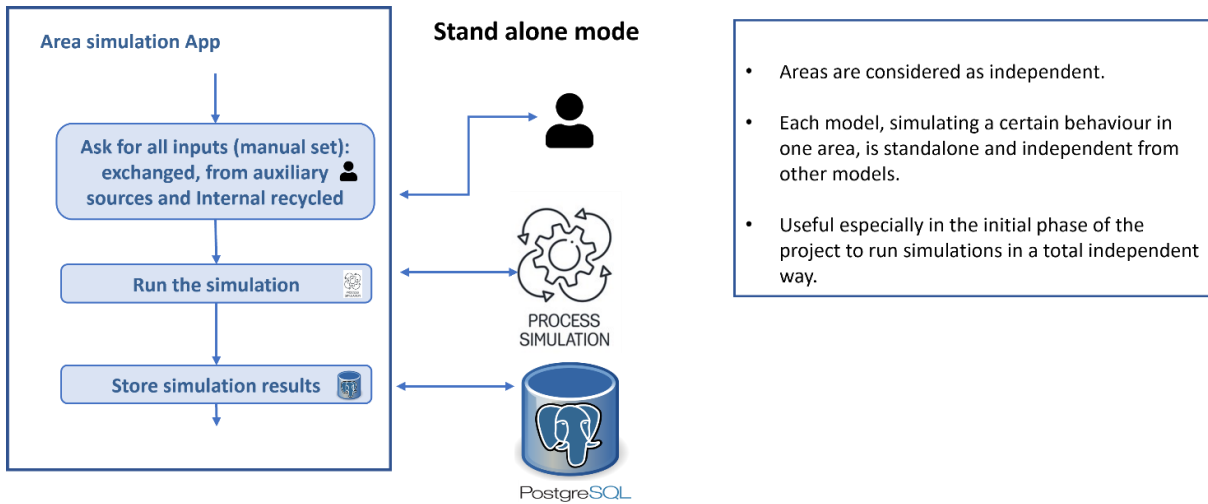 Area simulation App
Stand alone mode
Ask for all inputs (manual set):
exchanged, from auxiliary
sources and Internal recycled
Run the simulation
Store simulation results
PROCESS
SIMULATION
PostgreSQL
• Areas are considered as independent.
• Each model, simulating a certain behaviour in
one area, is standalone and independent from
other models.
• Useful especially in the initial phase of the
project to run simulations in a total independent
way.